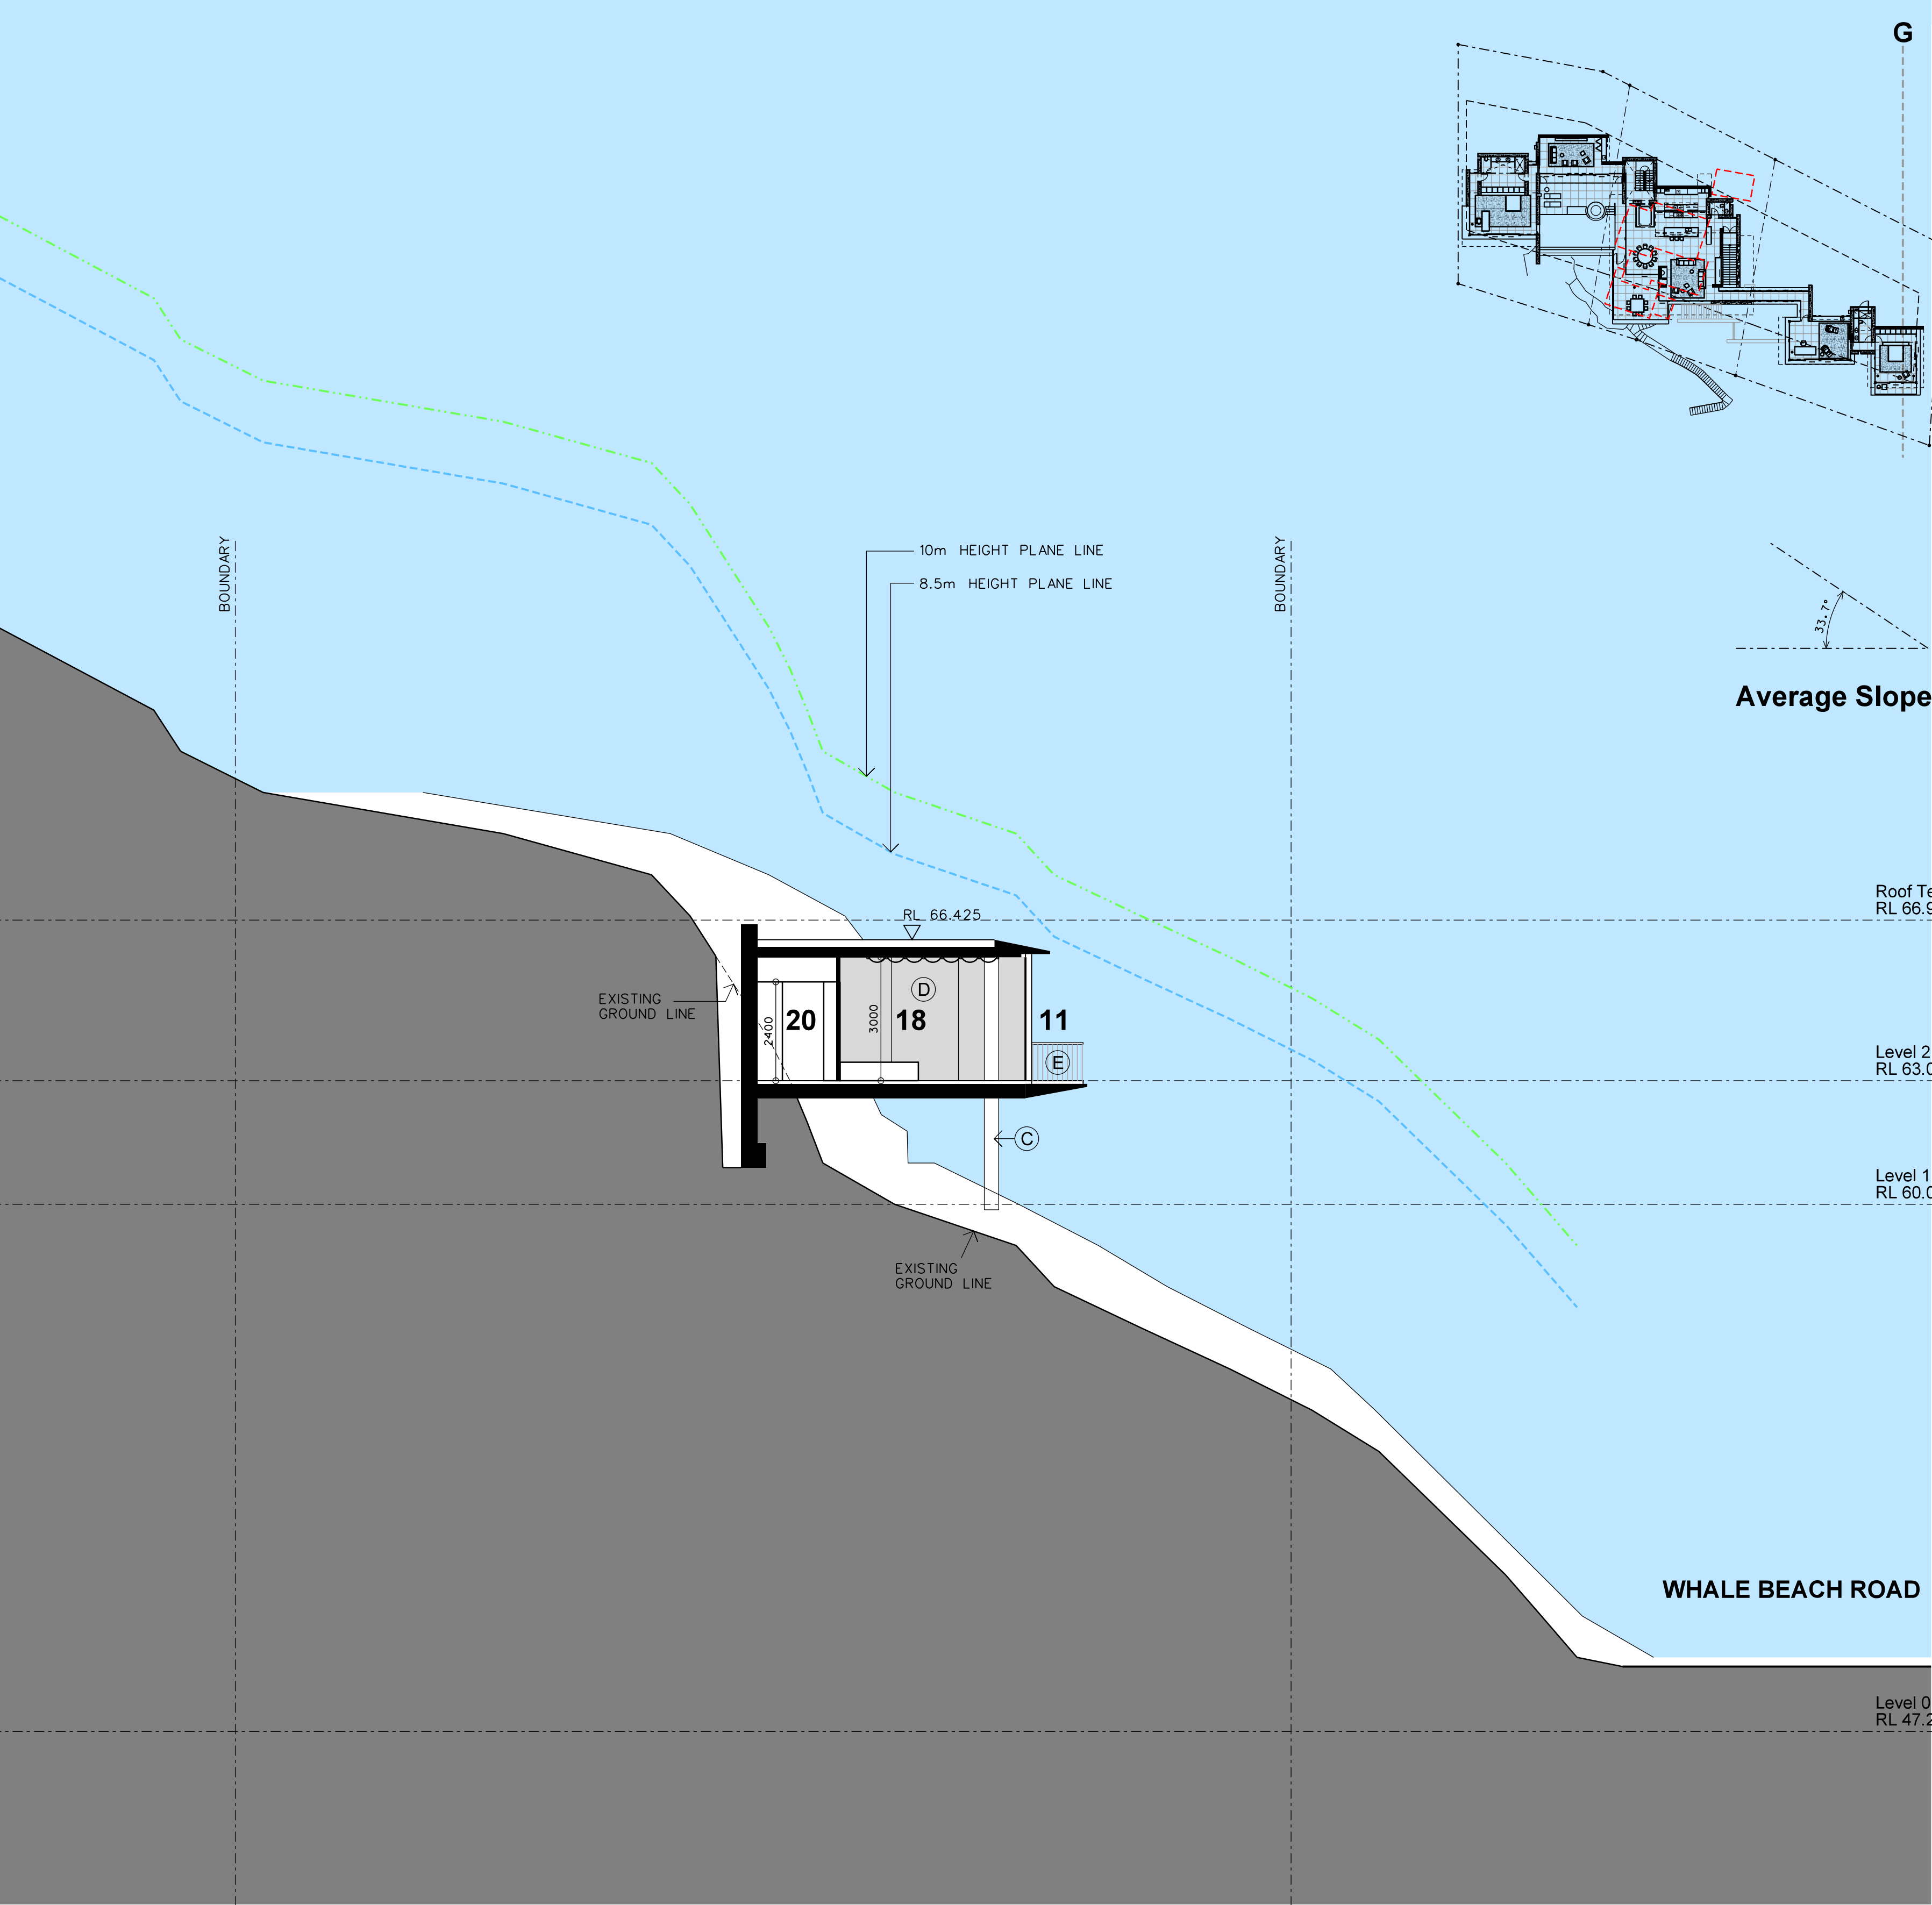 G
BOUNDARY
10m HEIGHT PLANE LINE
8.5m HEIGHT PLANE LINE
BOUNDARY
33.7°
Average Slope
Roof Te
RL 66.9
RL 66.425
EXISTING
GROUND LINE
2400
20
3000
D
18
11
E
Level 2
RL 63.0
C
Level 1
RL 60.0
EXISTING
GROUND LINE
WHALE BEACH ROAD
Level 0
RL 47.2